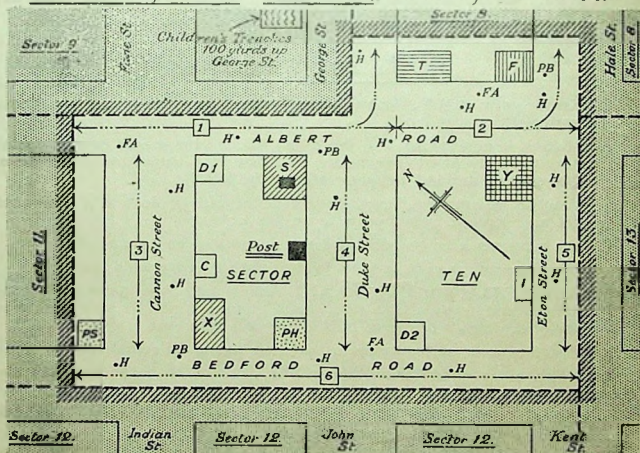 Sector 8.
Sector 9
Fixie St.
Children's Trenches
100 yards up
George St.
George St.
Hale St.
Sector 8
H
T
F
PB
FA
H
H
1
2
FA
H
ALBERT
H
ROAD
PB
D1
S
Y
N
H
H
H
Sector 11.
Cannon Street
3
Post
SECTOR
4
Duke Street
TEN
Eton Street
5
Sector 13.
C
H
H
H
1
X
PH
D2
PS
H
PB
H
FA
H
BEDFORD
ROAD
6
Sector 12.
Indian
St.
Sector 12.
John
St.
Sector 12.
Kent
St.